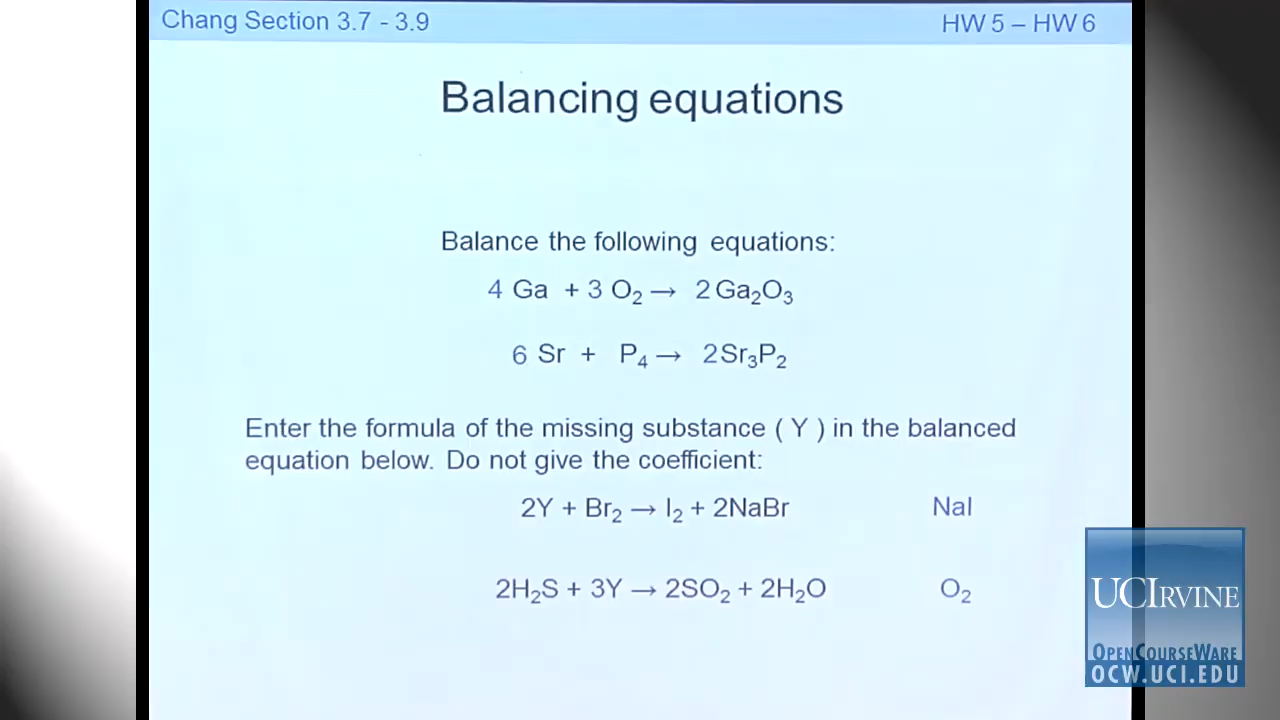 Chang Section 3.7 - 3.9
HW 5 – HW 6
Balancing equations
Balance the following equations:
4 Ga + 3 O₂ → 2 Ga₂O₃
6 Sr + P₄ → 2Sr₃P₂
Enter the formula of the missing substance ( Y ) in the balanced
equation below. Do not give the coefficient:
2Y + Br₂ → I₂ + 2NaBr NaI
2H₂S + 3Y → 2SO₂ + 2H₂O O₂
UCIRVINE
OPENCOURSEWARE
OCW.UCI.EDU